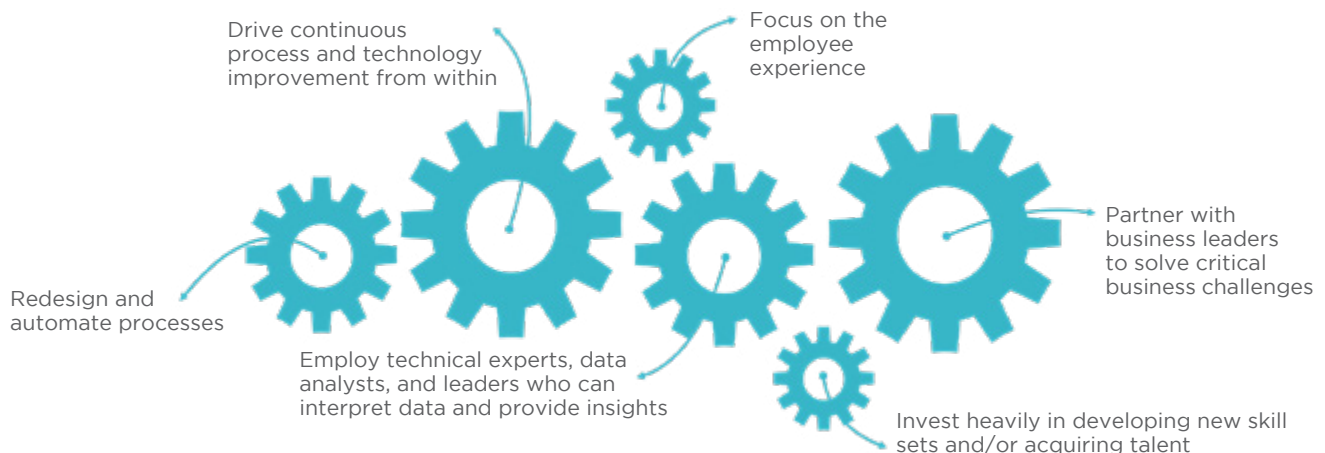 Drive continuous
process and technology
improvement from within
Focus on the
employee
experience
Redesign and
automate processes
Partner with
business leaders
to solve critical
business challenges
Employ technical experts, data
analysts, and leaders who can
interpret data and provide insights
Invest heavily in developing new skill
sets and/or acquiring talent